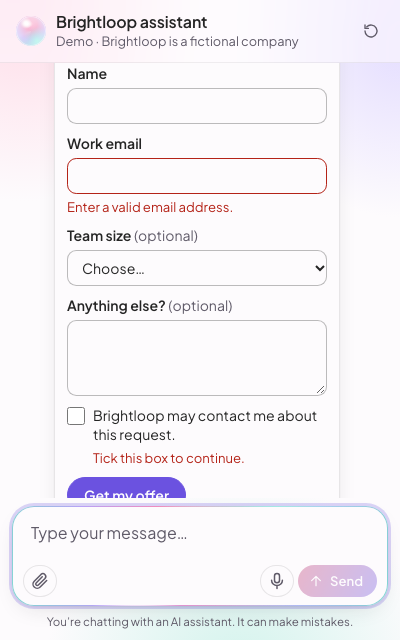 Brightloop assistant
Demo · Brightloop is a fictional company
Name
Work email
Enter a valid email address.
Team size (optional)
Choose…
Anything else? (optional)
Brightloop may contact me about
this request.
Tick this box to continue.
Get my offer
Type your message…
Send
You're chatting with an AI assistant. It can make mistakes.